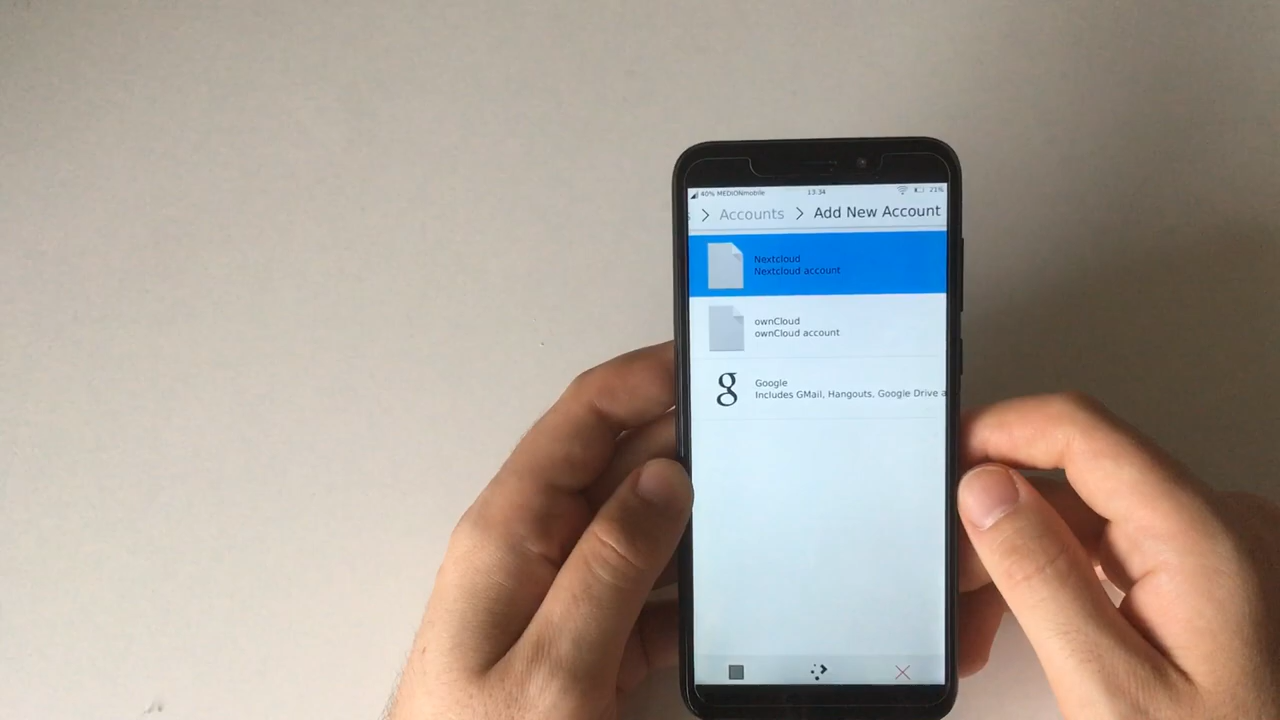 40% MEDIONmobile 13:34 21%
Accounts Add New Account
Nextcloud
Nextcloud account
ownCloud
ownCloud account
g
Google
Includes GMail, Hangouts, Google Drive a